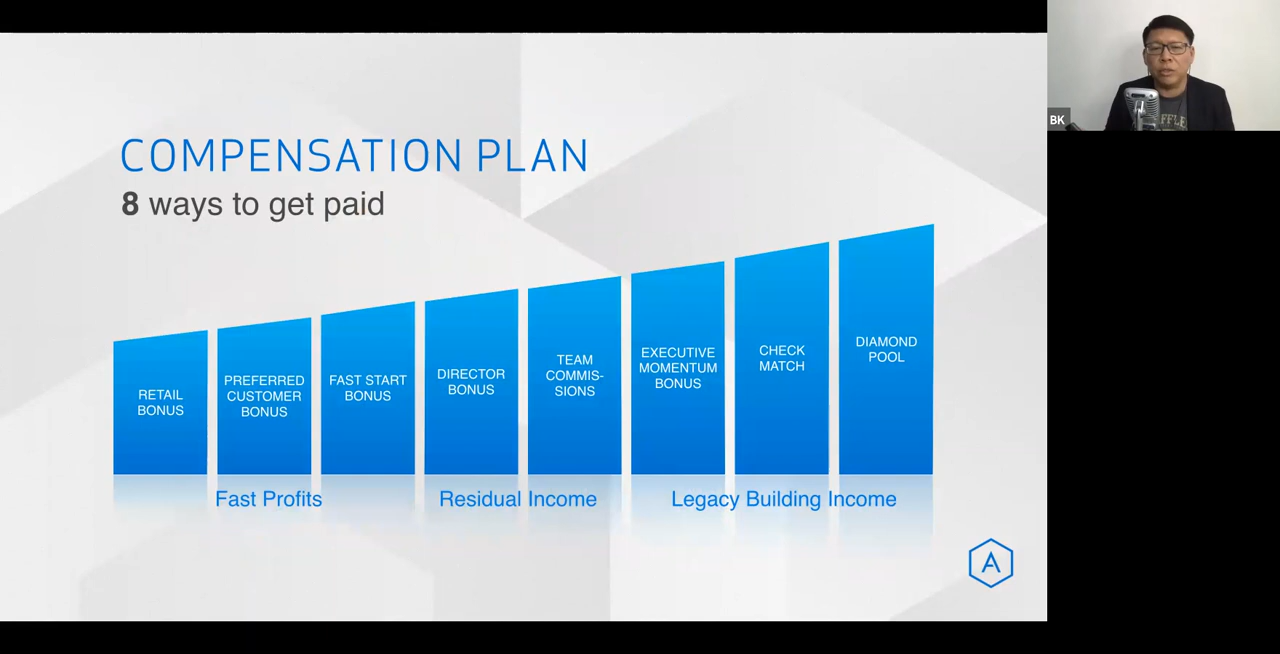 COMPENSATION PLAN
8 ways to get paid
RETAIL
BONUS
PREFERRED
CUSTOMER
BONUS
FAST START
BONUS
DIRECTOR
BONUS
TEAM
COMMIS-
SIONS
EXECUTIVE
MOMENTUM
BONUS
CHECK
MATCH
DIAMOND
POOL
Fast Profits
Residual Income
Legacy Building Income
A
BK